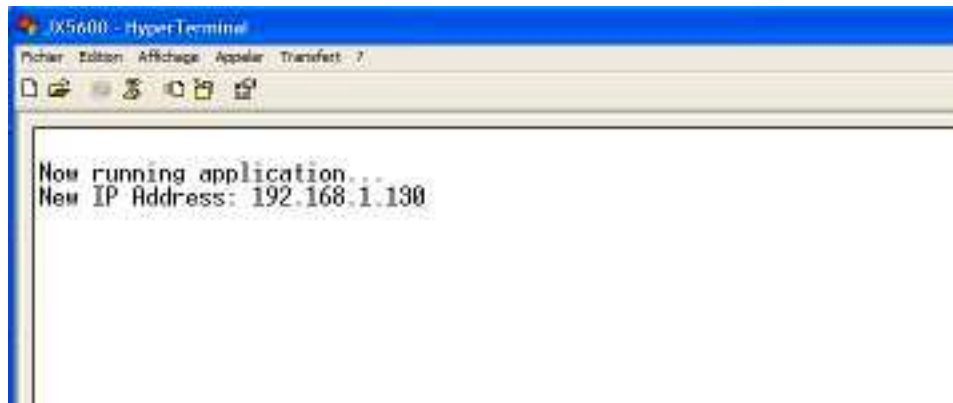 JX5600 - HyperTerminal
Fichier Edition Affichage Appeler Transfert ?
Now running application...
New IP Address: 192.168.1.130